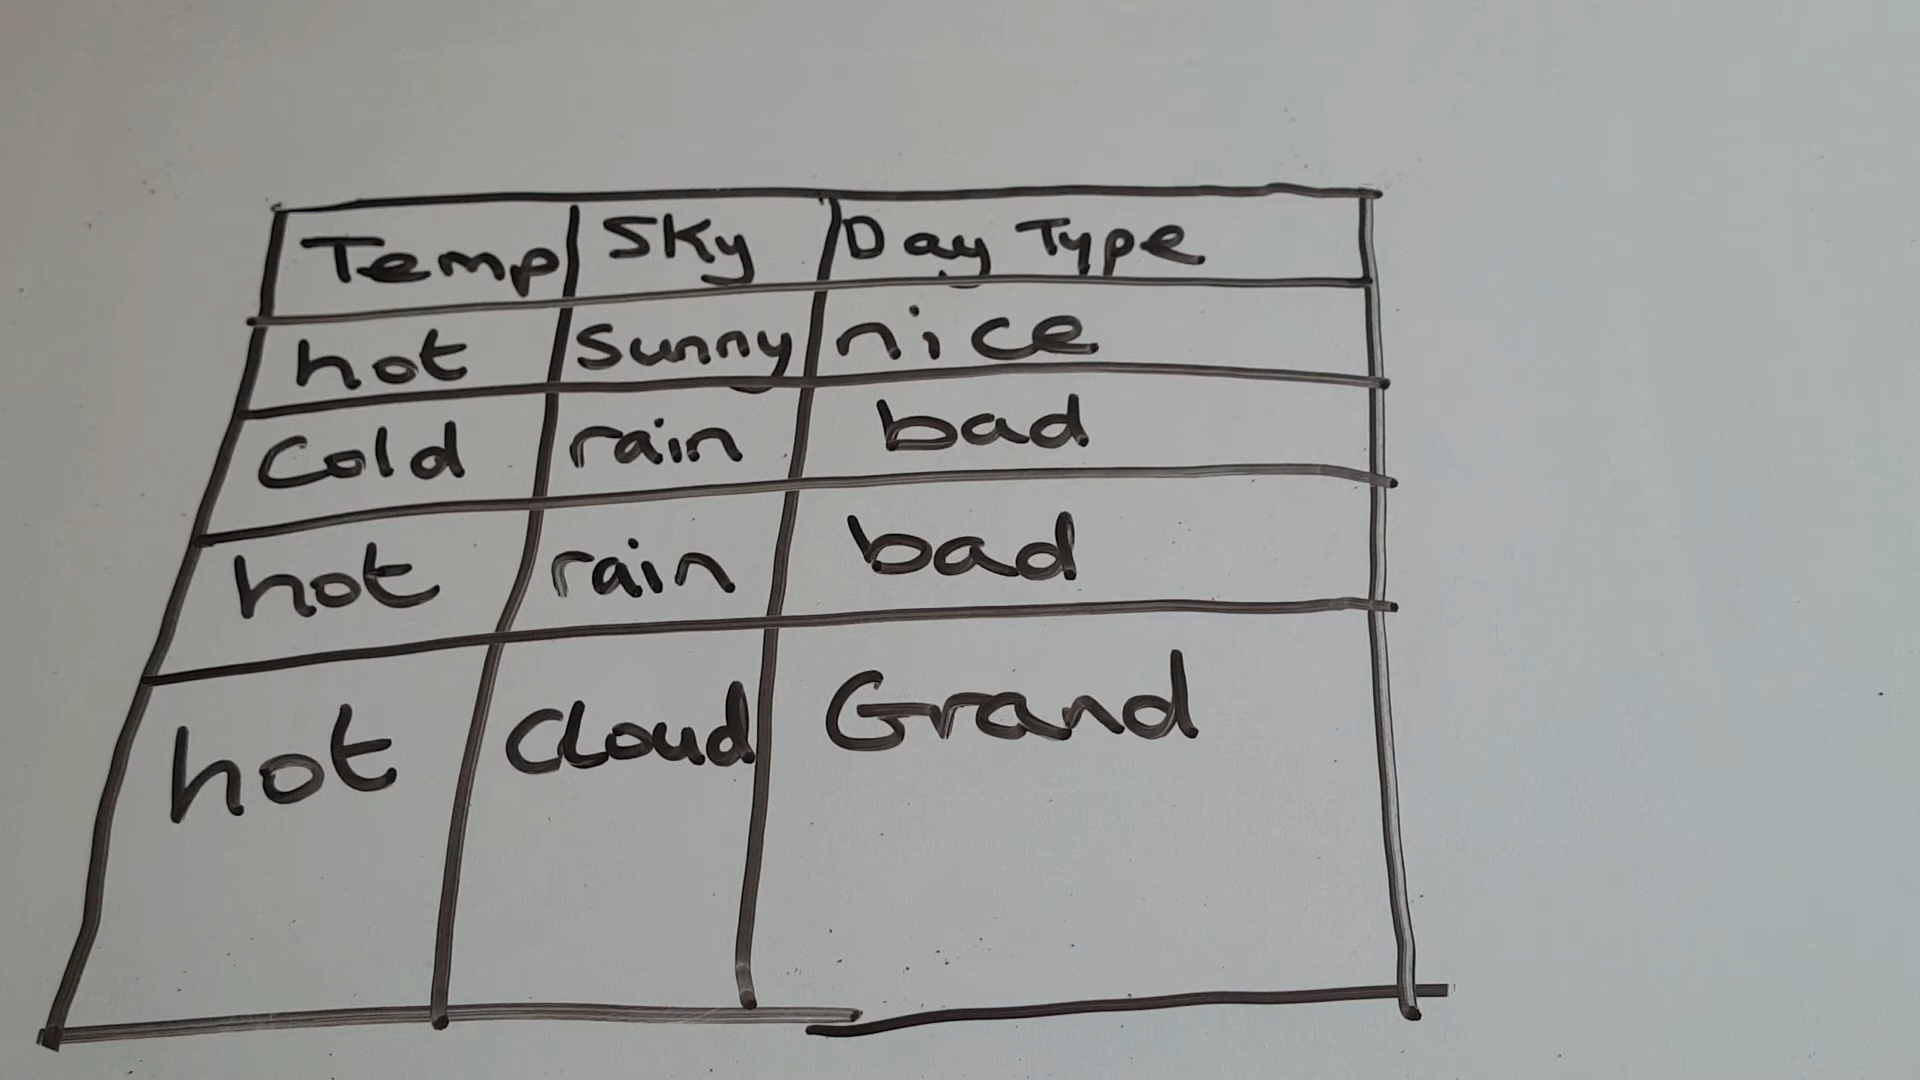 Temp Sky Day Type
hot sunny nice
Cold rain bad
hot rain bad
hot Cloud Grand